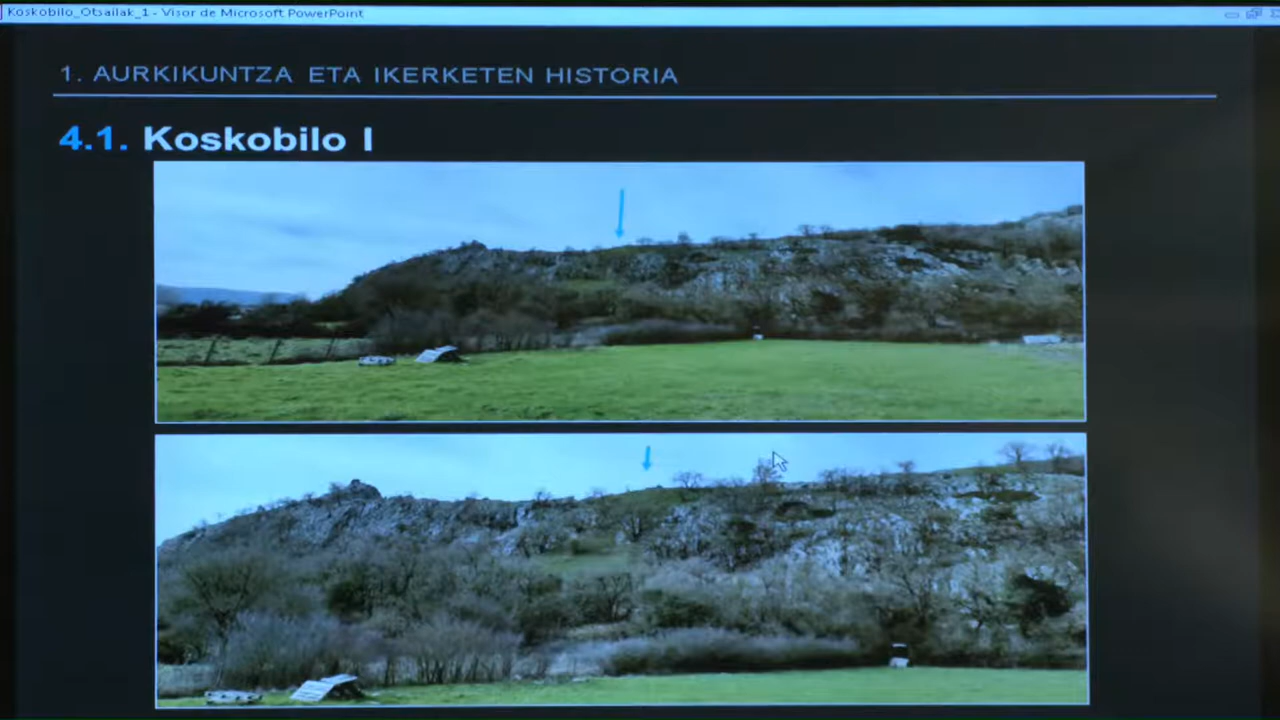 Koskobilo_Otsailak_1 - Visor de Microsoft PowerPoint
1. AURKIKUNTZA ETA IKERKETEN HISTORIA
4.1. Koskobilo I